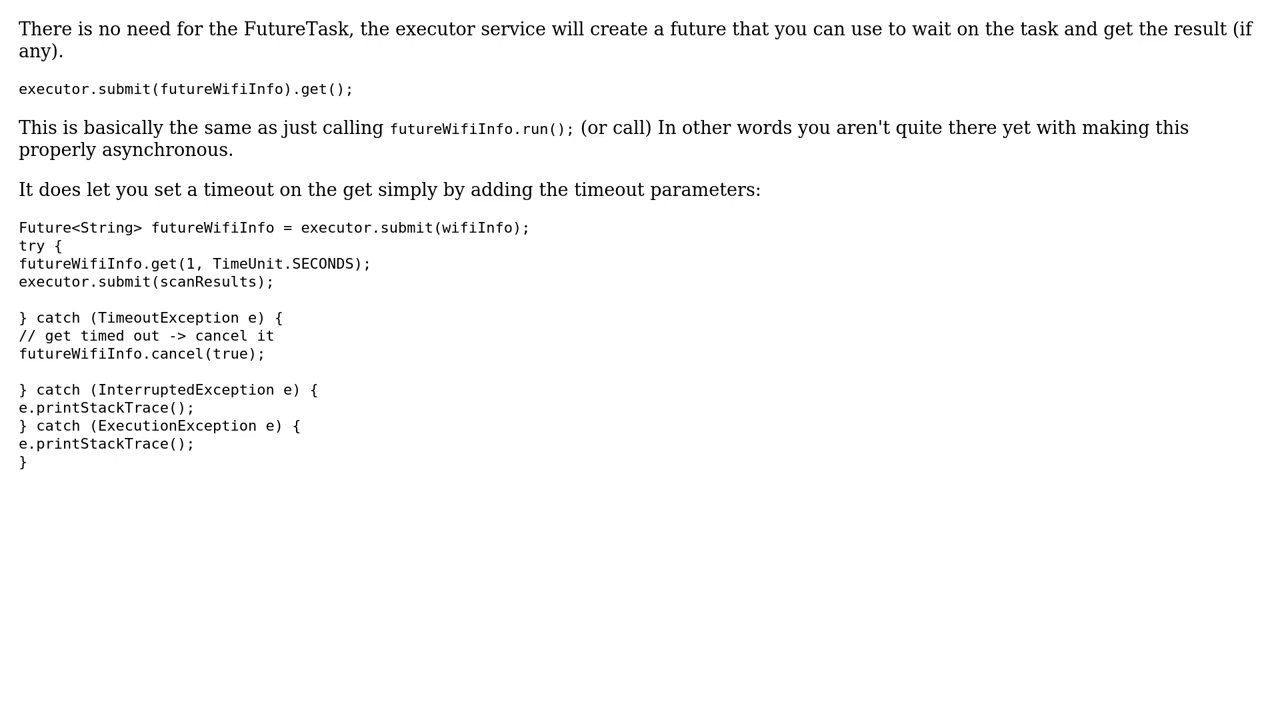 There is no need for the FutureTask, the executor service will create a future that you can use to wait on the task and get the result (if
any).
executor.submit(futureWifiInfo).get();
This is basically the same as just calling futureWifiInfo.run(); (or call) In other words you aren't quite there yet with making this
properly asynchronous.
It does let you set a timeout on the get simply by adding the timeout parameters:
Future<String> futureWifiInfo = executor.submit(wifiInfo);
try {
futureWifiInfo.get(1, TimeUnit.SECONDS);
executor.submit(scanResults);
} catch (TimeoutException e) {
// get timed out -> cancel it
futureWifiInfo.cancel(true);
} catch (InterruptedException e) {
e.printStackTrace();
} catch (ExecutionException e) {
e.printStackTrace();
}